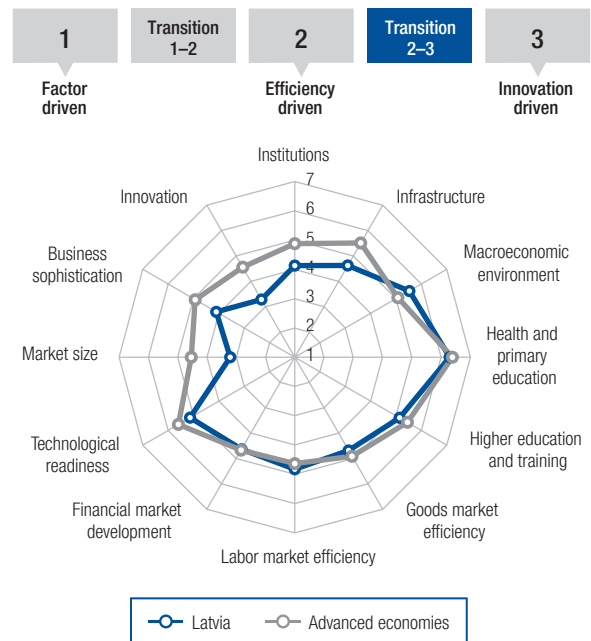 1
Transition
1–2
2
Transition
2–3
3
Factor
driven
Efficiency
driven
Innovation
driven
Institutions
7
6
5
4
3
2
1
Innovation
Infrastructure
Business
sophistication
Macroeconomic
environment
Market size
Health and
primary
education
Technological
readiness
Higher education
and training
Financial market
development
Goods market
efficiency
Labor market efficiency
Latvia
Advanced economies